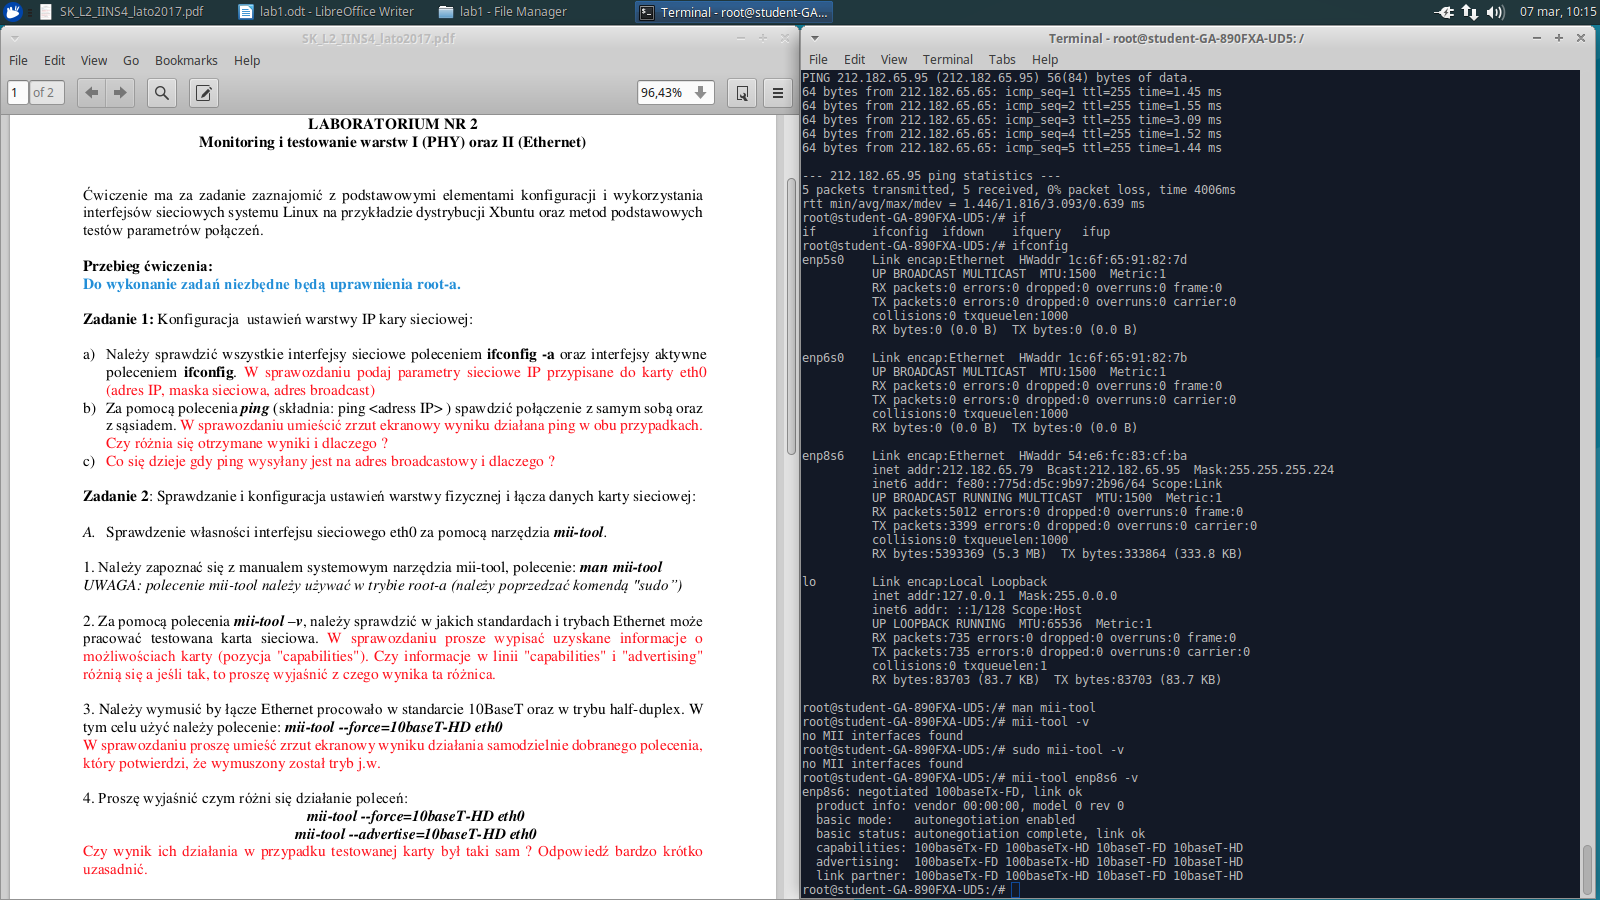 SK_L2_IINS4_lato2017.pdf
lab1.odt - LibreOffice Writer
lab1 - File Manager
Terminal - root@student-GA...
07 mar, 10:15
SK_L2_IINS4_lato2017.pdf
File Edit View Go Bookmarks Help
1 of 2
96,43%
LABORATORIUM NR 2
Monitoring i testowanie warstw I (PHY) oraz II (Ethernet)
Ćwiczenie ma za zadanie zaznajomić z podstawowymi elementami konfiguracji i wykorzystania
interfejsów sieciowych systemu Linux na przykładzie dystrybucji Xbuntu oraz metod podstawowych
testów parametrów połączeń.
Przebieg ćwiczenia:
Do wykonanie zadań niezbędne będą uprawnienia root-a.
Zadanie 1: Konfiguracja ustawień warstwy IP kary sieciowej:
a) Należy sprawdzić wszystkie interfejsy sieciowe poleceniem ifconfig -a oraz interfejsy aktywne
poleceniem ifconfig. W sprawozdaniu podaj parametry sieciowe IP przypisane do karty eth0
(adres IP, maska sieciowa, adres broadcast)
b) Za pomocą polecenia ping (składnia: ping <adress IP> ) spawdzić połączenie z samym sobą oraz
z sąsiadem. W sprawozdaniu umieścić zrzut ekranowy wyniku działana ping w obu przypadkach.
Czy różnia się otrzymane wyniki i dlaczego ?
c) Co się dzieje gdy ping wysyłany jest na adres broadcastowy i dlaczego ?
Zadanie 2: Sprawdzanie i konfiguracja ustawień warstwy fizycznej i łącza danych karty sieciowej:
A. Sprawdzenie własności interfejsu sieciowego eth0 za pomocą narzędzia mii-tool.
1. Należy zapoznać się z manualem systemowym narzędzia mii-tool, polecenie: man mii-tool
UWAGA: polecenie mii-tool należy używać w trybie root-a (należy poprzedzać komendą "sudo")
2. Za pomocą polecenia mii-tool –v, należy sprawdzić w jakich standardach i trybach Ethernet może
pracować testowana karta sieciowa. W sprawozdaniu prosze wypisać uzyskane informacje o
możliwościach karty (pozycja "capabilities"). Czy informacje w linii "capabilities" i "advertising"
różnią się a jeśli tak, to proszę wyjaśnić z czego wynika ta różnica.
3. Należy wymusić by łącze Ethernet procowało w standarcie 10BaseT oraz w trybu half-duplex. W
tym celu użyć należy polecenie: mii-tool --force=10baseT-HD eth0
W sprawozdaniu proszę umieść zrzut ekranowy wyniku działania samodzielnie dobranego polecenia,
który potwierdzi, że wymuszony został tryb j.w.
4. Proszę wyjaśnić czym różni się działanie poleceń:
mii-tool --force=10baseT-HD eth0
mii-tool --advertise=10baseT-HD eth0
Czy wynik ich działania w przypadku testowanej karty był taki sam ? Odpowiedź bardzo krótko
uzasadnić.
Terminal - root@student-GA-890FXA-UD5: /
File Edit View Terminal Tabs Help
PING 212.182.65.95 (212.182.65.95) 56(84) bytes of data.
64 bytes from 212.182.65.65: icmp_seq=1 ttl=255 time=1.45 ms
64 bytes from 212.182.65.65: icmp_seq=2 ttl=255 time=1.55 ms
64 bytes from 212.182.65.65: icmp_seq=3 ttl=255 time=3.09 ms
64 bytes from 212.182.65.65: icmp_seq=4 ttl=255 time=1.52 ms
64 bytes from 212.182.65.65: icmp_seq=5 ttl=255 time=1.44 ms
--- 212.182.65.95 ping statistics ---
5 packets transmitted, 5 received, 0% packet loss, time 4006ms
rtt min/avg/max/mdev = 1.446/1.816/3.093/0.639 ms
root@student-GA-890FXA-UD5:/# if
if ifconfig ifdown ifquery ifup
root@student-GA-890FXA-UD5:/# ifconfig
enp5s0 Link encap:Ethernet HWaddr 1c:6f:65:91:82:7d
UP BROADCAST MULTICAST MTU:1500 Metric:1
RX packets:0 errors:0 dropped:0 overruns:0 frame:0
TX packets:0 errors:0 dropped:0 overruns:0 carrier:0
collisions:0 txqueuelen:1000
RX bytes:0 (0.0 B) TX bytes:0 (0.0 B)
enp6s0 Link encap:Ethernet HWaddr 1c:6f:65:91:82:7b
UP BROADCAST MULTICAST MTU:1500 Metric:1
RX packets:0 errors:0 dropped:0 overruns:0 frame:0
TX packets:0 errors:0 dropped:0 overruns:0 carrier:0
collisions:0 txqueuelen:1000
RX bytes:0 (0.0 B) TX bytes:0 (0.0 B)
enp8s6 Link encap:Ethernet HWaddr 54:e6:fc:83:cf:ba
inet addr:212.182.65.79 Bcast:212.182.65.95 Mask:255.255.255.224
inet6 addr: fe80::775d:d5c:9b97:2b96/64 Scope:Link
UP BROADCAST RUNNING MULTICAST MTU:1500 Metric:1
RX packets:5012 errors:0 dropped:0 overruns:0 frame:0
TX packets:3399 errors:0 dropped:0 overruns:0 carrier:0
collisions:0 txqueuelen:1000
RX bytes:5393369 (5.3 MB) TX bytes:333864 (333.8 KB)
lo Link encap:Local Loopback
inet addr:127.0.0.1 Mask:255.0.0.0
inet6 addr: ::1/128 Scope:Host
UP LOOPBACK RUNNING MTU:65536 Metric:1
RX packets:735 errors:0 dropped:0 overruns:0 frame:0
TX packets:735 errors:0 dropped:0 overruns:0 carrier:0
collisions:0 txqueuelen:1
RX bytes:83703 (83.7 KB) TX bytes:83703 (83.7 KB)
root@student-GA-890FXA-UD5:/# man mii-tool
root@student-GA-890FXA-UD5:/# mii-tool -v
no MII interfaces found
root@student-GA-890FXA-UD5:/# sudo mii-tool -v
no MII interfaces found
root@student-GA-890FXA-UD5:/# mii-tool enp8s6 -v
enp8s6: negotiated 100baseTx-FD, link ok
product info: vendor 00:00:00, model 0 rev 0
basic mode: autonegotiation enabled
basic status: autonegotiation complete, link ok
capabilities: 100baseTx-FD 100baseTx-HD 10baseT-FD 10baseT-HD
advertising: 100baseTx-FD 100baseTx-HD 10baseT-FD 10baseT-HD
link partner: 100baseTx-FD 100baseTx-HD 10baseT-FD 10baseT-HD
root@student-GA-890FXA-UD5:/#